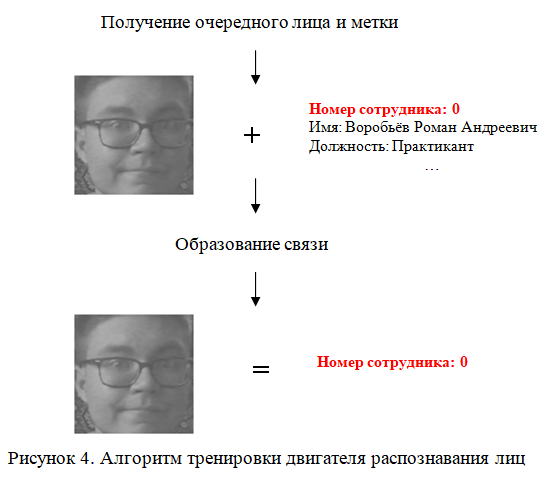 Получение очередного лица и метки
+
Номер сотрудника: 0
Имя: Воробьёв Роман Андреевич
Должность: Практикант
...
Образование связи
=
Номер сотрудника: 0
Рисунок 4. Алгоритм тренировки двигателя распознавания лиц